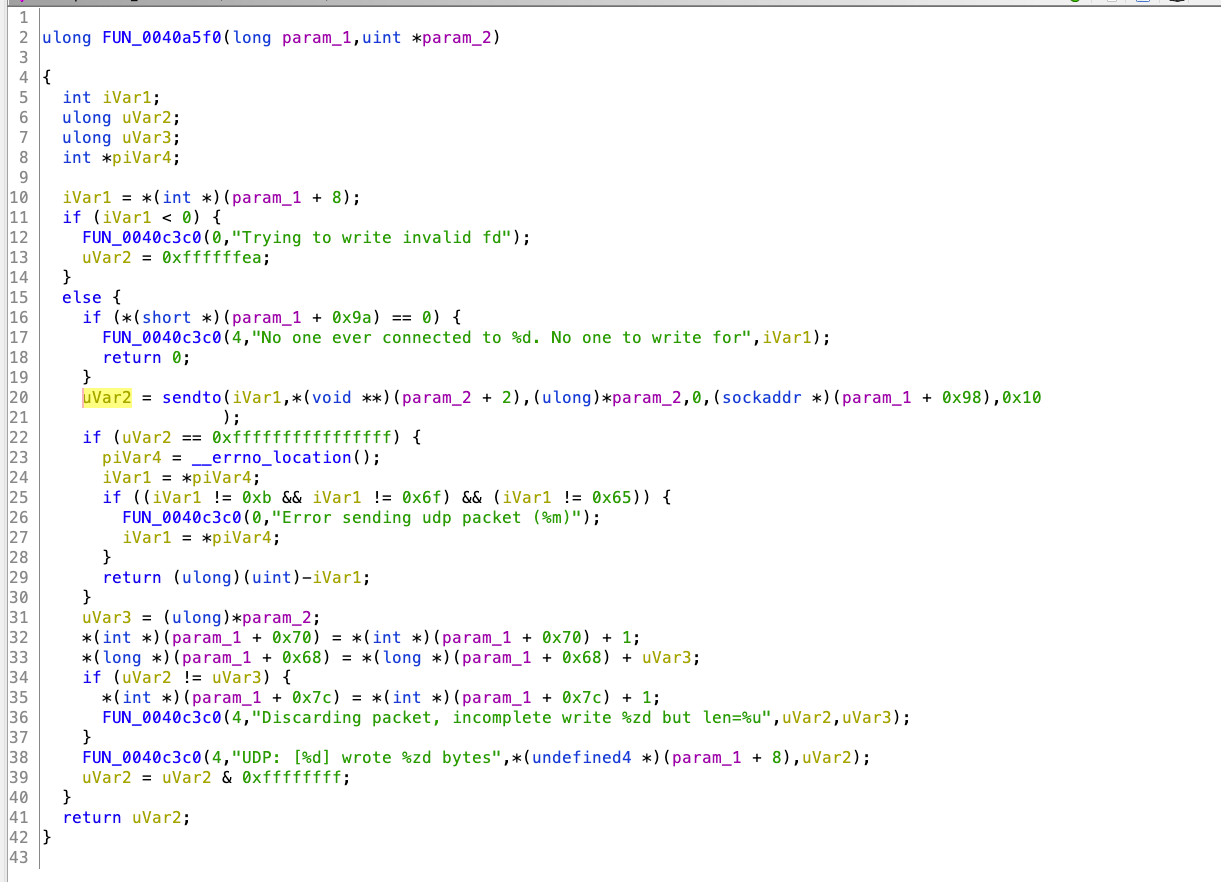 1
2 ulong FUN_0040a5f0(long param_1,uint *param_2)
3
4 {
5   int iVar1;
6   ulong uVar2;
7   ulong uVar3;
8   int *piVar4;
9
10   iVar1 = *(int *)(param_1 + 8);
11   if (iVar1 < 0) {
12     FUN_0040c3c0(0,"Trying to write invalid fd");
13     uVar2 = 0xffffffea;
14   }
15   else {
16     if (*(short *)(param_1 + 0x9a) == 0) {
17       FUN_0040c3c0(4,"No one ever connected to %d. No one to write for",iVar1);
18       return 0;
19     }
20     uVar2 = sendto(iVar1,*(void **)(param_2 + 2),(ulong)*param_2,0,(sockaddr *)(param_1 + 0x98),0x10
21                   );
22     if (uVar2 == 0xffffffffffffffff) {
23       piVar4 = __errno_location();
24       iVar1 = *piVar4;
25       if ((iVar1 != 0xb && iVar1 != 0x6f) && (iVar1 != 0x65)) {
26         FUN_0040c3c0(0,"Error sending udp packet (%m)");
27         iVar1 = *piVar4;
28       }
29       return (ulong)(uint)-iVar1;
30     }
31     uVar3 = (ulong)*param_2;
32     *(int *)(param_1 + 0x70) = *(int *)(param_1 + 0x70) + 1;
33     *(long *)(param_1 + 0x68) = *(long *)(param_1 + 0x68) + uVar3;
34     if (uVar2 != uVar3) {
35       *(int *)(param_1 + 0x7c) = *(int *)(param_1 + 0x7c) + 1;
36       FUN_0040c3c0(4,"Discarding packet, incomplete write %zd but len=%u",uVar2,uVar3);
37     }
38     FUN_0040c3c0(4,"UDP: [%d] wrote %zd bytes",*(undefined4 *)(param_1 + 8),uVar2);
39     uVar2 = uVar2 & 0xffffffff;
40   }
41   return uVar2;
42 }
43